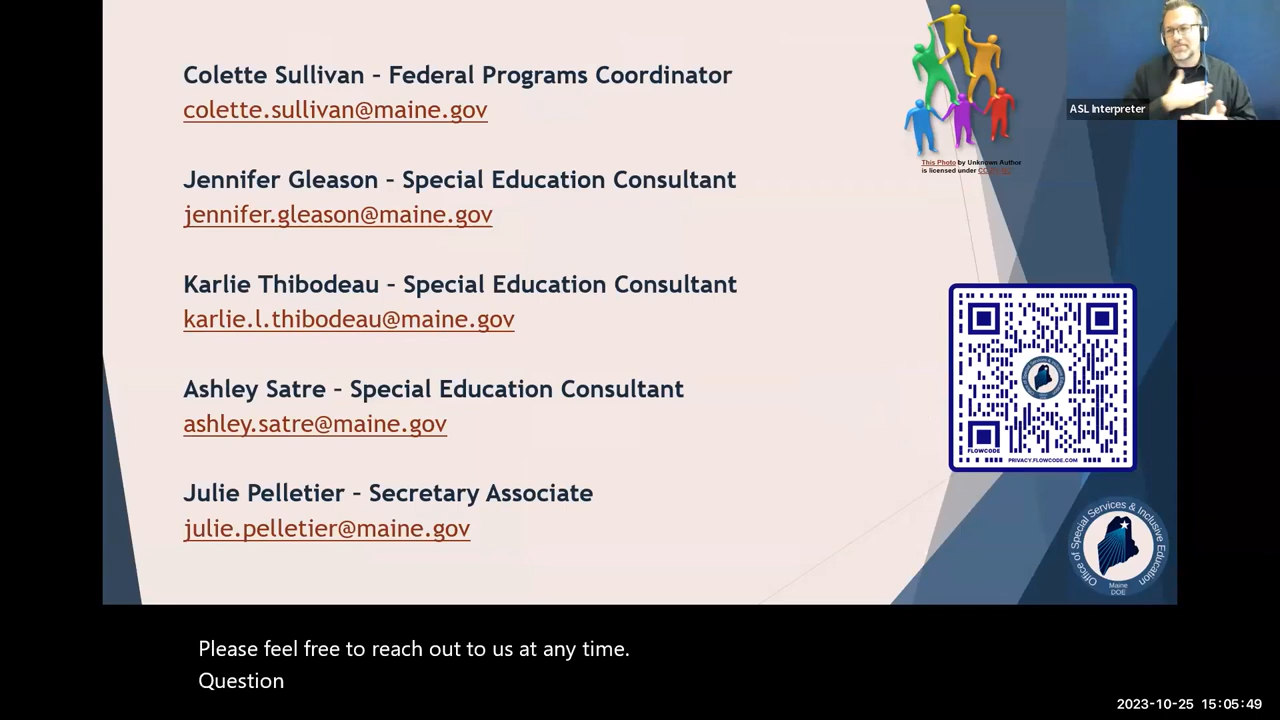 Colette Sullivan – Federal Programs Coordinator
colette.sullivan@maine.gov
Jennifer Gleason – Special Education Consultant
jennifer.gleason@maine.gov
Karlie Thibodeau – Special Education Consultant
karlie.l.thibodeau@maine.gov
Ashley Satre – Special Education Consultant
ashley.satre@maine.gov
Julie Pelletier – Secretary Associate
julie.pelletier@maine.gov
This Photo by Unknown Author
is licensed under
ASL Interpreter
FLOWCODE
PRIVACY.FLOWCODE.COM
Office of Special Services & Inclusive Education
Maine
DOE
Please feel free to reach out to us at any time.
Question
2023-10-25 15:05:49